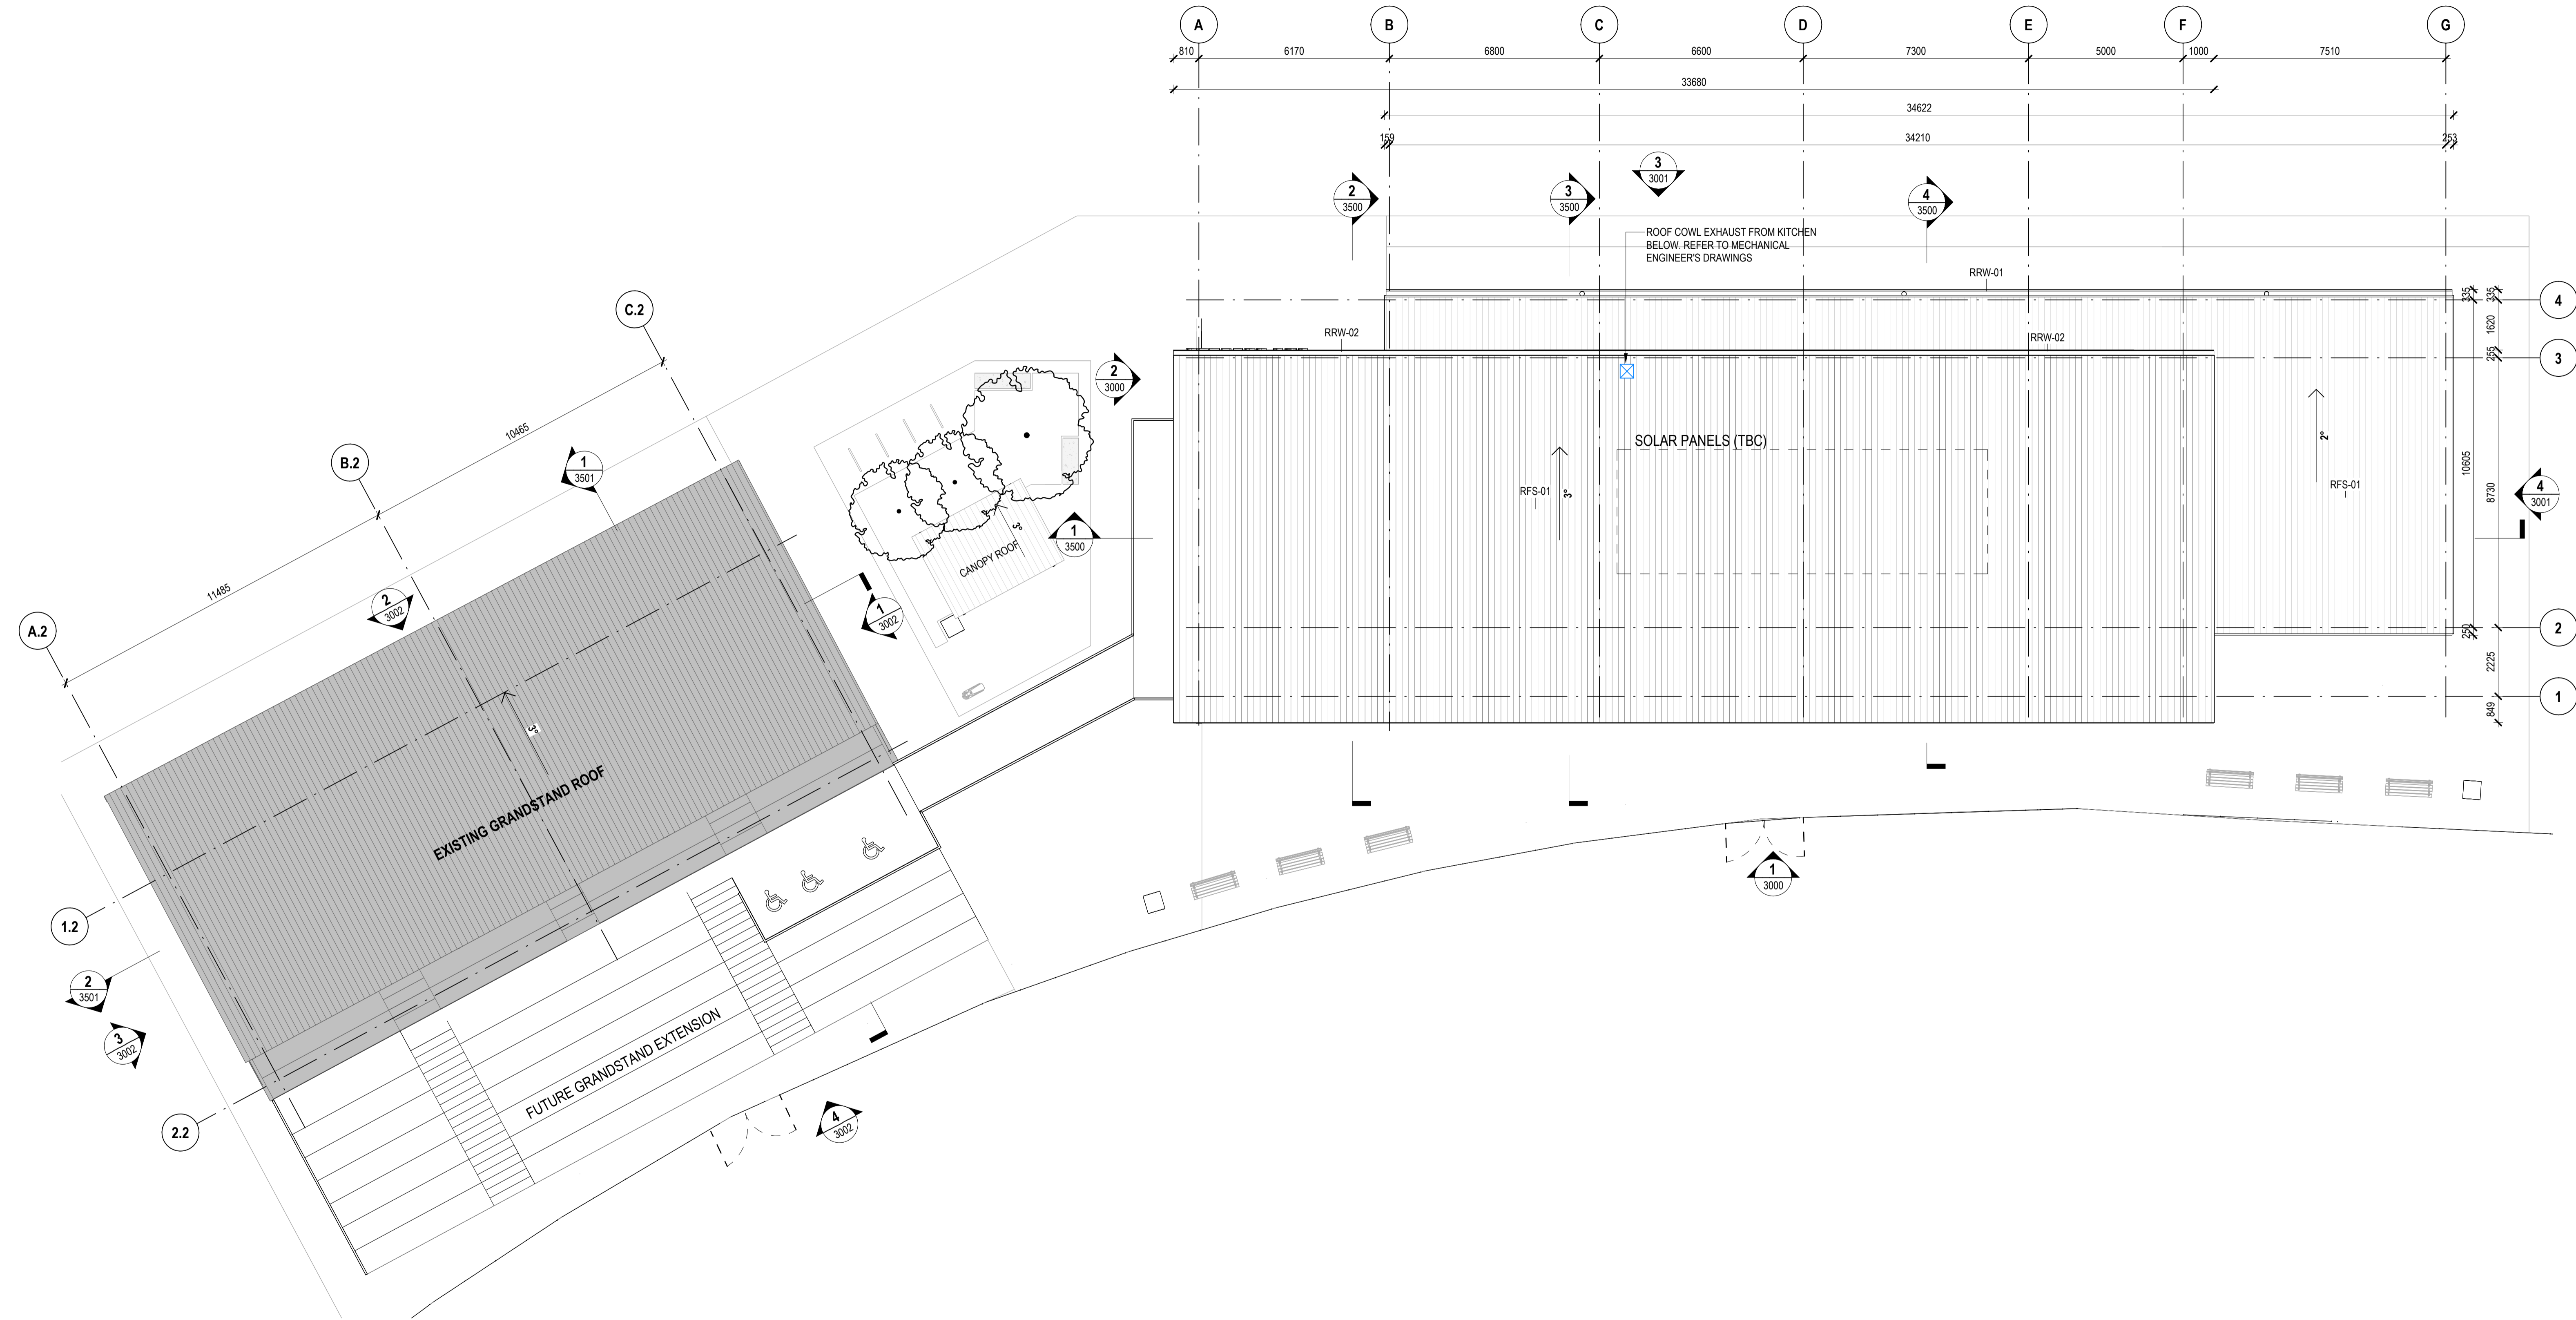 A
B
C
D
E
F
G
810
6170
6800
6600
7300
5000
1000
7510
33680
34622
159
34210
253
2
3500
3
3500
3
3001
4
3500
ROOF COWL EXHAUST FROM KITCHEN
BELOW. REFER TO MECHANICAL
ENGINEER'S DRAWINGS
RRW-01
RRW-02
RRW-02
335
335
4
1620
255
3
C.2
10465
B.2
1
3501
2
3000
SOLAR PANELS (TBC)
RFS-01
3°
2°
RFS-01
10605
8730
4
3001
3°
CANOPY ROOF
1
3500
11485
2
3002
1
3002
A.2
250
2
2225
1
849
3°
EXISTING GRANDSTAND ROOF
1
3000
1.2
2
3501
3
3002
FUTURE GRANDSTAND EXTENSION
4
3002
2.2